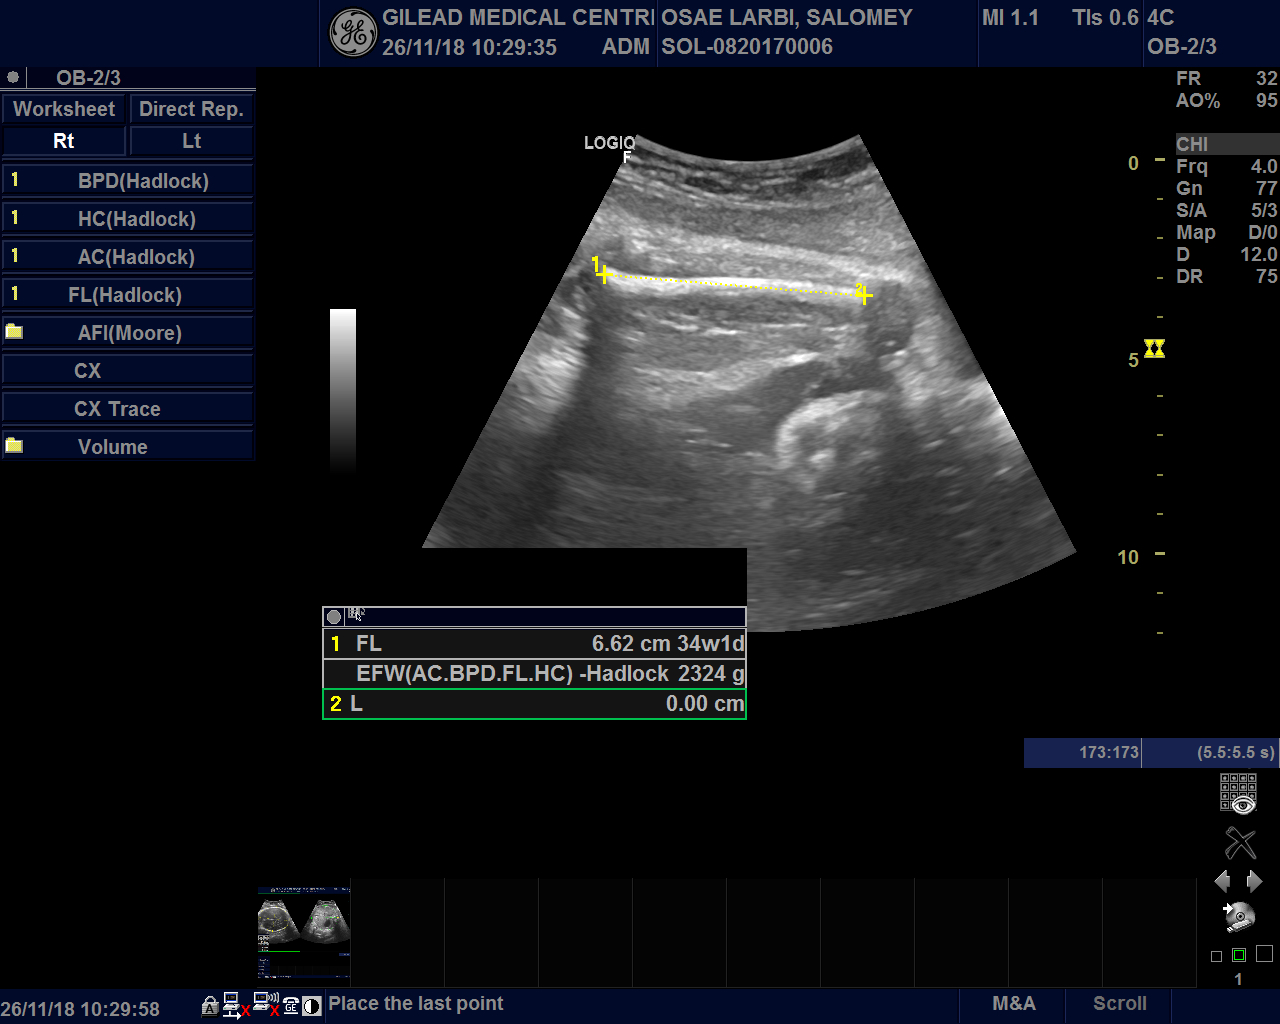 GILEAD MEDICAL CENTR
OSAE LARBI, SALOMEY
MI 1.1 TIs 0.6 4C
26/11/18 10:29:35 ADM
SOL-0820170006
OB-2/3
OB-2/3
Worksheet Direct Rep.
Rt Lt
1 BPD(Hadlock)
1 HC(Hadlock)
1 AC(Hadlock)
1 FL(Hadlock)
AFI(Moore)
CX
CX Trace
Volume
LOGIQ
F
1
2
0
5
10
FR 32
AO% 95
CHI
Frq 4.0
Gn 77
S/A 5/3
Map D/0
D 12.0
DR 75
1 FL 6.62 cm 34w1d
EFW(AC.BPD.FL.HC) -Hadlock 2324 g
2 L 0.00 cm
173:173 (5.5:5.5 s)
1
26/11/18 10:29:58
Place the last point
M&A
Scroll